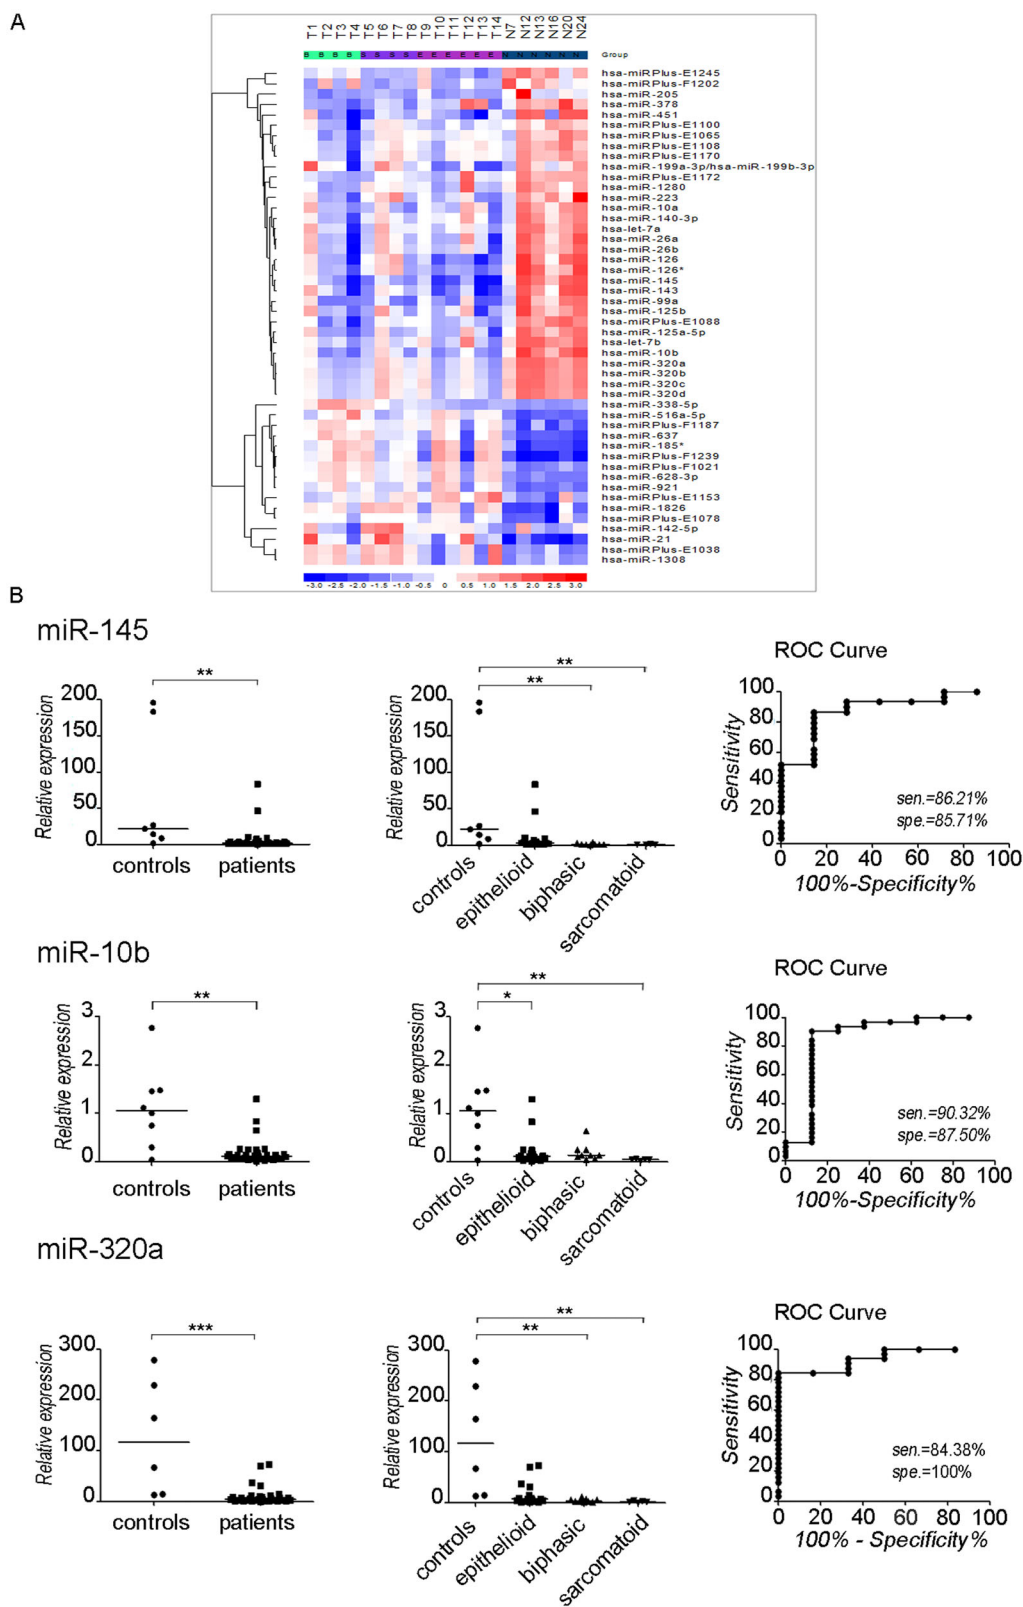 A
T1 T2 T3 T4 T5 T6 T7 T8 T9 T10 T11 T12 T13 T14 N7 N12 N13 N16 N20 N24
B B B B S S S S E E E E E E N N N N N N Group
hsa-miRPlus-E1245
hsa-miRPlus-F1202
hsa-miR-205
hsa-miR-378
hsa-miR-451
hsa-miRPlus-E1100
hsa-miRPlus-E1065
hsa-miRPlus-E1108
hsa-miRPlus-E1170
hsa-miR-199a-3p/hsa-miR-199b-3p
hsa-miRPlus-E1172
hsa-miR-1280
hsa-miR-223
hsa-miR-10a
hsa-miR-140-3p
hsa-let-7a
hsa-miR-26a
hsa-miR-26b
hsa-miR-126
hsa-miR-126*
hsa-miR-145
hsa-miR-143
hsa-miR-99a
hsa-miR-125b
hsa-miRPlus-E1088
hsa-miR-125a-5p
hsa-let-7b
hsa-miR-10b
hsa-miR-320a
hsa-miR-320b
hsa-miR-320c
hsa-miR-320d
hsa-miR-338-5p
hsa-miR-516a-5p
hsa-miRPlus-F1187
hsa-miR-637
hsa-miR-185*
hsa-miRPlus-F1239
hsa-miRPlus-F1021
hsa-miR-628-3p
hsa-miR-921
hsa-miRPlus-E1153
hsa-miR-1826
hsa-miRPlus-E1078
hsa-miR-142-5p
hsa-miR-21
hsa-miRPlus-E1038
hsa-miR-1308
-3.0 -2.5 -2.0 -1.5 -1.0 -0.5 0 0.5 1.0 1.5 2.0 2.5 3.0
B
miR-145
Relative expression
200
150
100
50
0
controls patients
**
Relative expression
200
150
100
50
0
controls epithelioid biphasic sarcomatoid
**
**
ROC Curve
Sensitivity
100
80
60
40
20
0
sen.=86.21%
spe.=85.71%
0 20 40 60 80 100
100%-Specificity%
miR-10b
Relative expression
3
2
1
0
controls patients
**
Relative expression
3
2
1
0
controls epithelioid biphasic sarcomatoid
**
*
ROC Curve
Sensitivity
100
80
60
40
20
0
sen.=90.32%
spe.=87.50%
0 20 40 60 80 100
100%-Specificity%
miR-320a
Relative expression
300
200
100
0
controls patients
***
Relative expression
300
200
100
0
controls epithelioid biphasic sarcomatoid
**
**
ROC Curve
Sensitivity
100
80
60
40
20
0
sen.=84.38%
spe.=100%
0 20 40 60 80 100
100% - Specificity%